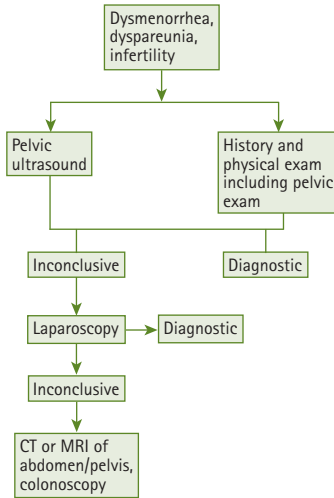 Dysmenorrhea,
dyspareunia,
infertility
Pelvic
ultrasound
History and
physical exam
including pelvic
exam
Inconclusive
Diagnostic
Laparoscopy
Diagnostic
Inconclusive
CT or MRI of
abdomen/pelvis,
colonoscopy